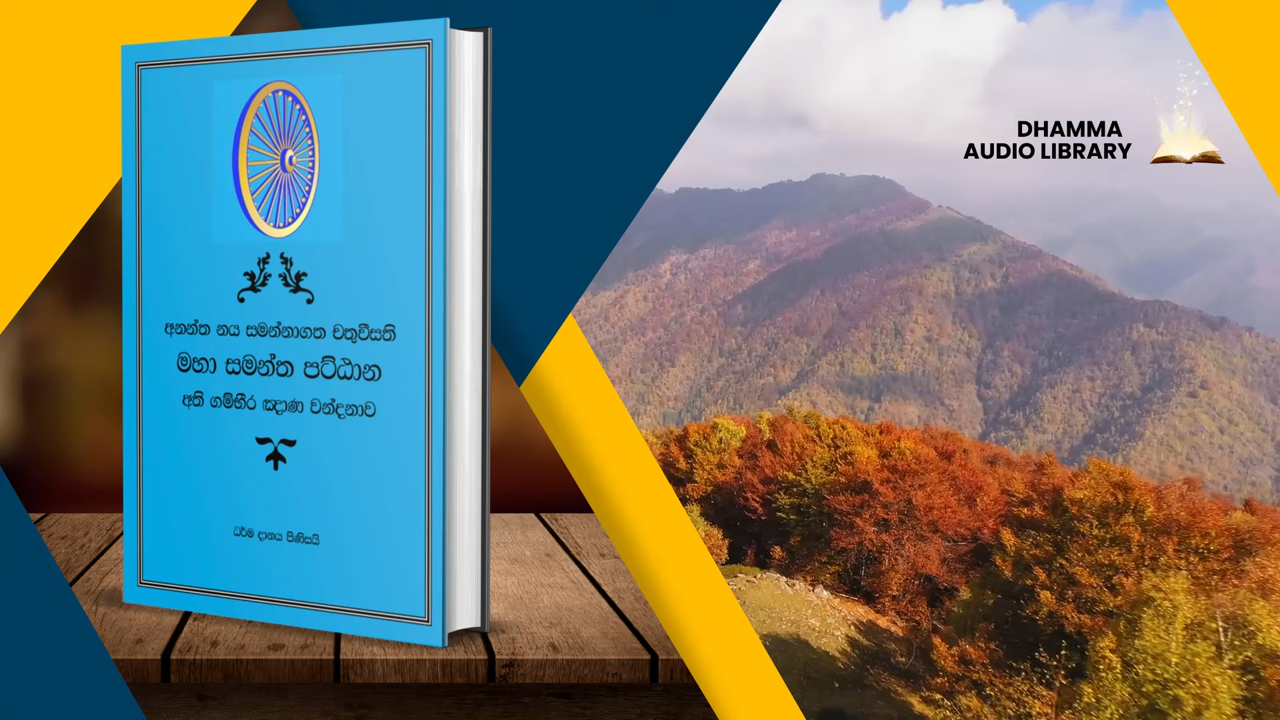 අනන්ත නය සමන්නාගත චතුවීසති
මහා සමන්ත පට්ඨාන
අති ගම්භීර ඤාණ වන්දනාව
ධර්ම දානය පිණිසයි
DHAMMA
AUDIO LIBRARY